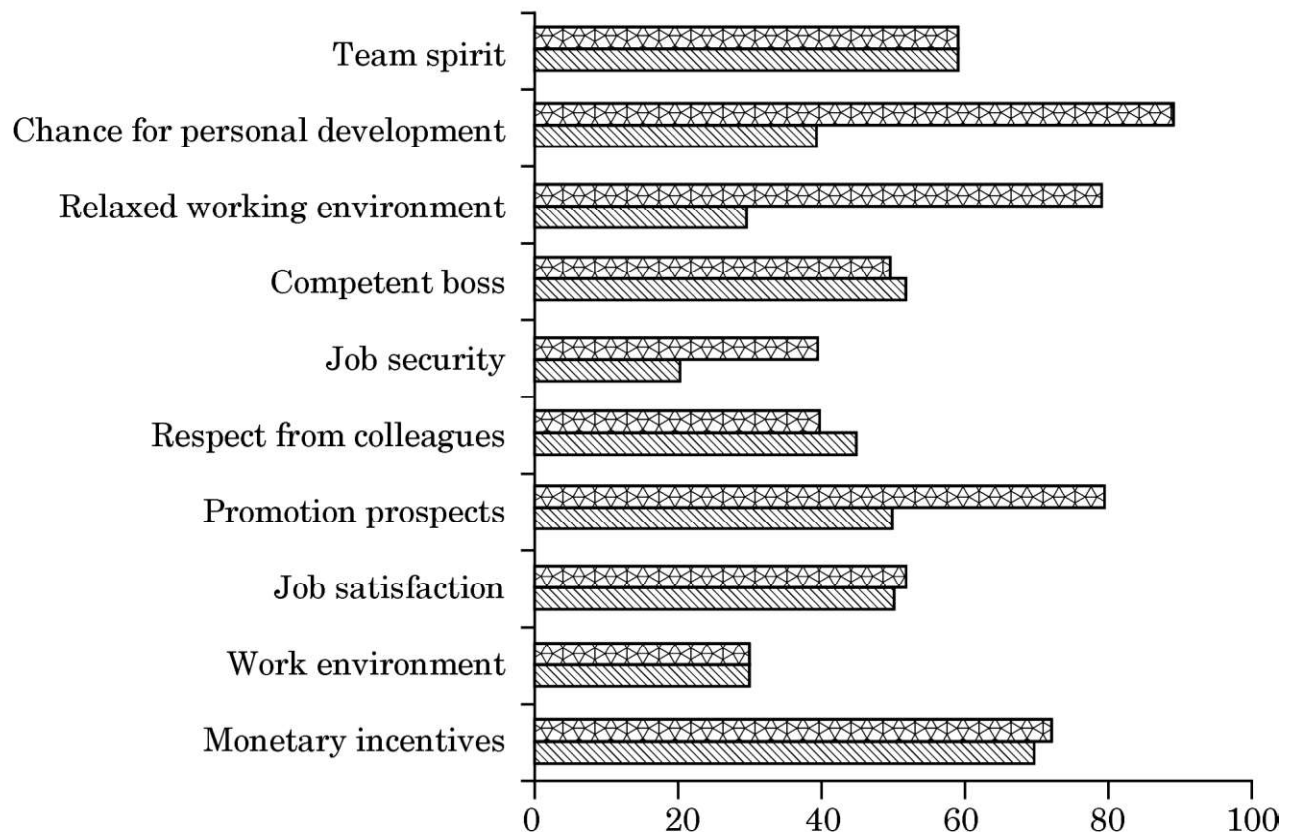 Team spirit
Chance for personal development
Relaxed working environment
Competent boss
Job security
Respect from colleagues
Promotion prospects
Job satisfaction
Work environment
Monetary incentives
0 20 40 60 80 100